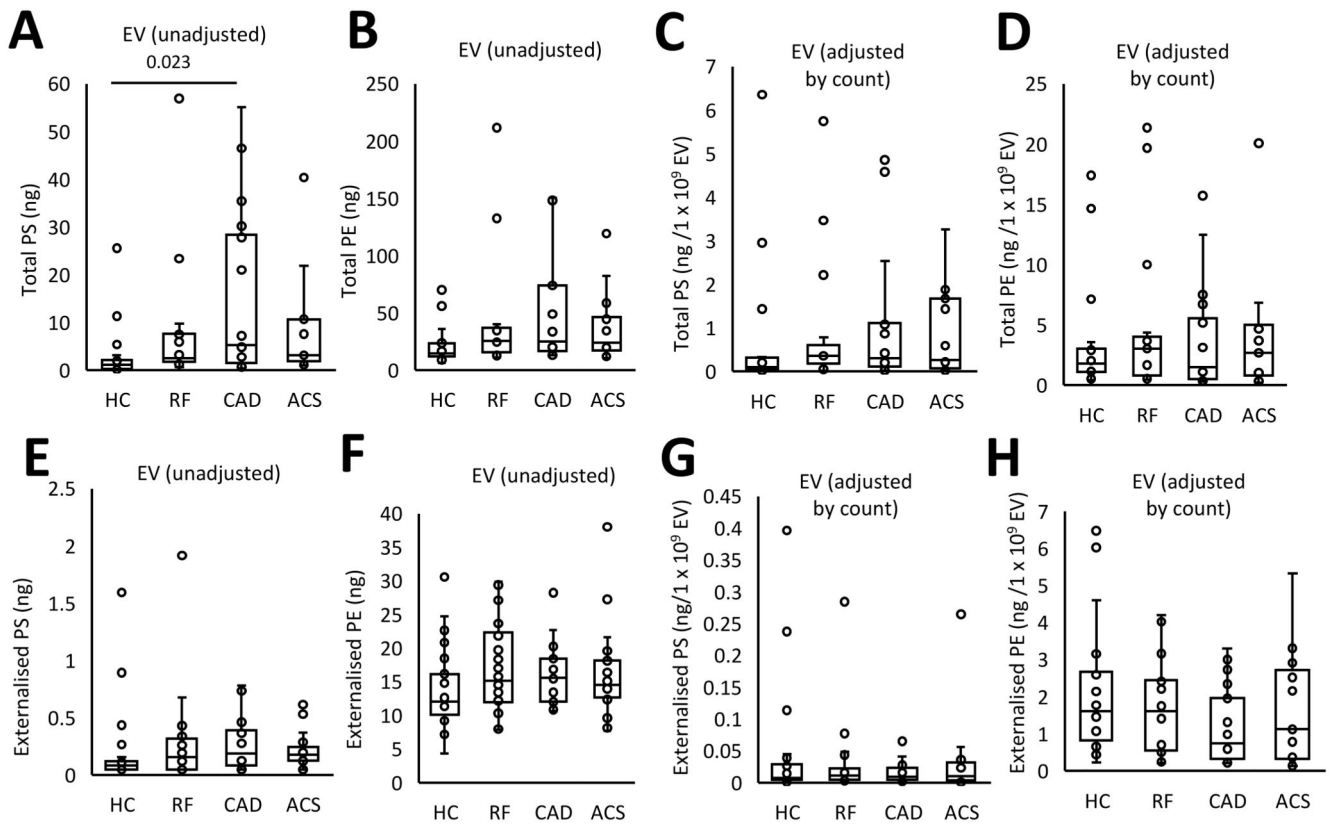 A
EV (unadjusted)
0.023
60
50
40
30
20
10
0
Total PS (ng)
HC RF CAD ACS
B
EV (unadjusted)
250
200
150
100
50
0
Total PE (ng)
HC RF CAD ACS
C
EV (adjusted
by count)
7
6
5
4
3
2
1
0
Total PS (ng /1 x 10⁹ EV)
HC RF CAD ACS
D
EV (adjusted
by count)
25
20
15
10
5
0
Total PE (ng /1 x 10⁹ EV)
HC RF CAD ACS
E
EV (unadjusted)
2.5
2
1.5
1
0.5
0
Externalised PS (ng)
HC RF CAD ACS
F
EV (unadjusted)
40
35
30
25
20
15
10
5
0
Externalised PE (ng)
HC RF CAD ACS
G
EV (adjusted
by count)
0.45
0.4
0.35
0.3
0.25
0.2
0.15
0.1
0.05
0
Externalised PS (ng/1 x 10⁹ EV)
HC RF CAD ACS
H
EV (adjusted
by count)
7
6
5
4
3
2
1
0
Externalised PE (ng /1 x 10⁹ EV)
HC RF CAD ACS